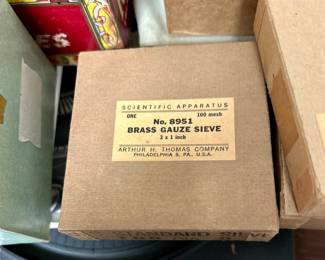 ES
SCIENTIFIC APPARATUS
ONE 100 mesh
No. 8951
BRASS GAUZE SIEVE
3 x 1 inch
ARTHUR H. THOMAS COMPANY
PHILADELPHIA 5, PA., U.S.A.
STANDARD SIEVE